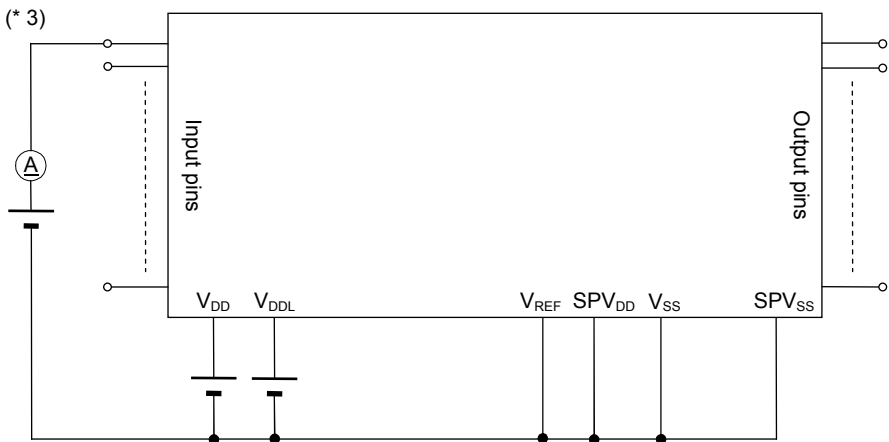 (* 3)
Input pins
Output pins
A
VDD
VDDL
VREF
SPVDD
VSS
SPVSS